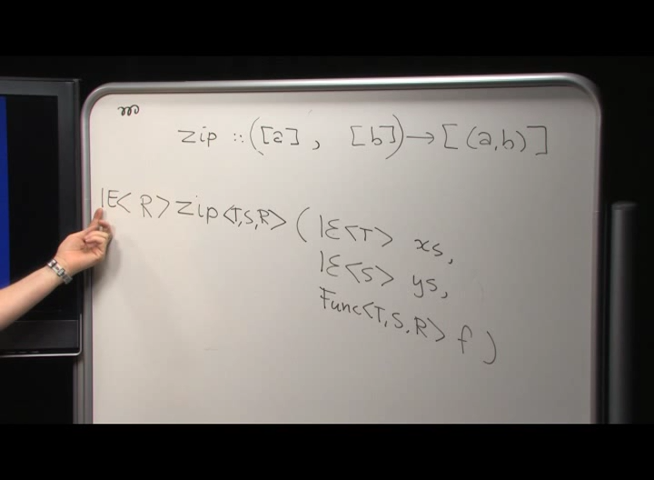 zip :: ([a], [b]) → [(a,b)]
IE<R> Zip<T,S,R> (IE<T> xs,
IE<S> ys,
Func<T,S,R> f)